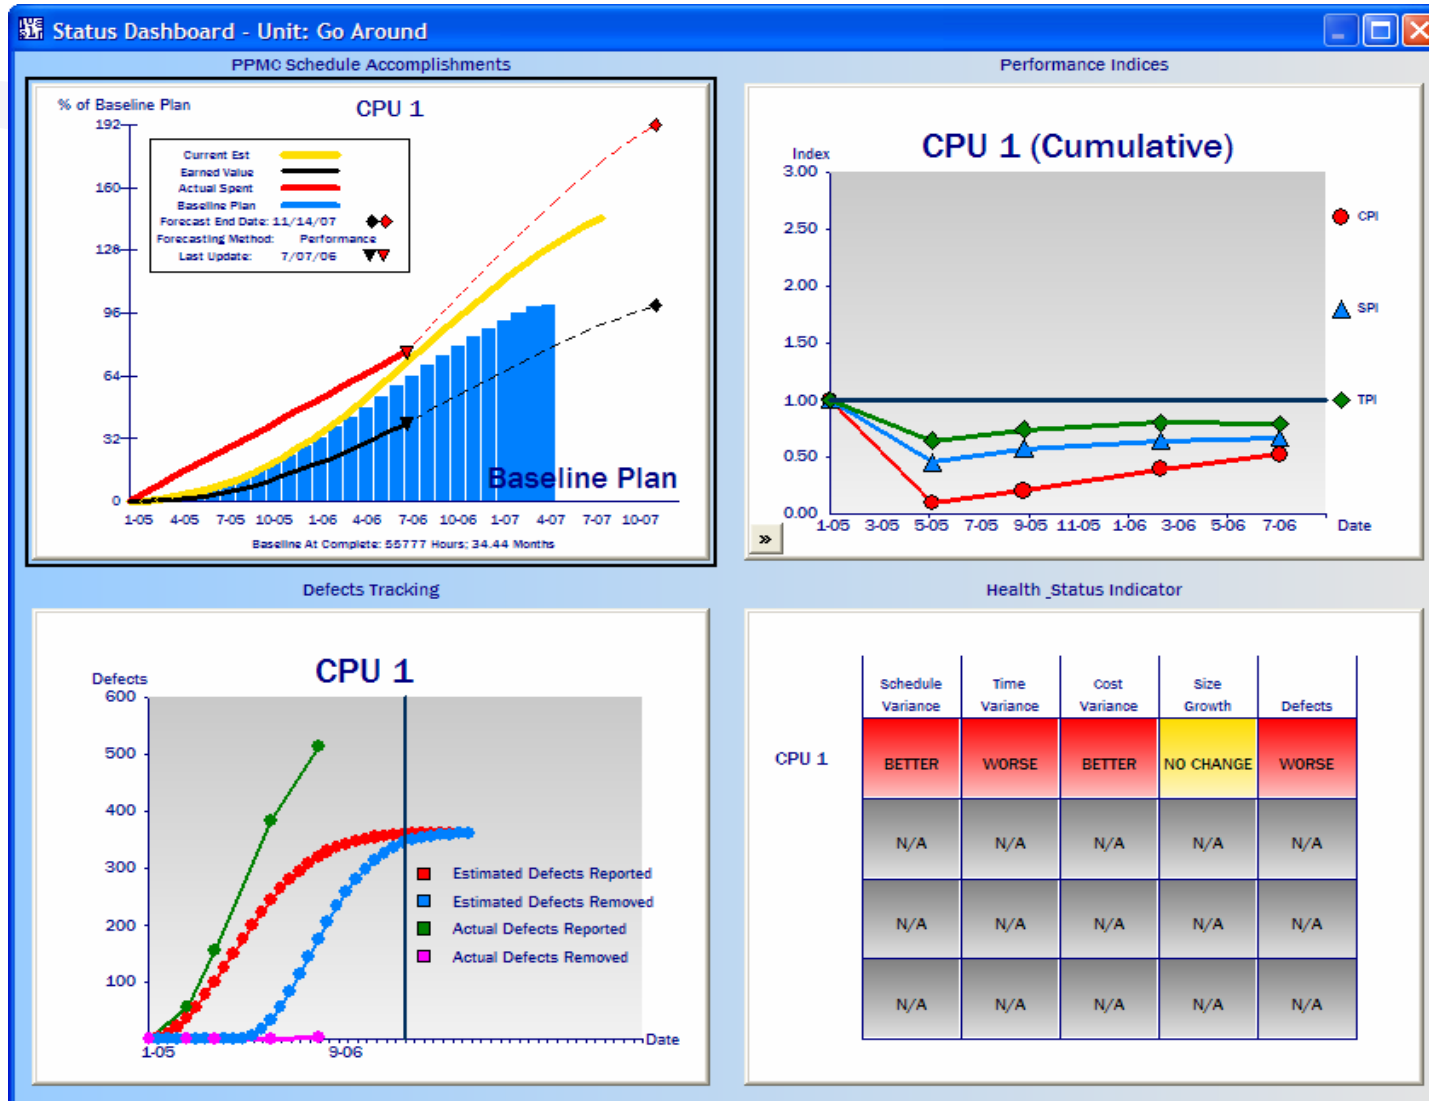 Status Dashboard - Unit: Go Around
PPMC Schedule Accomplishments
% of Baseline Plan
CPU 1
192
160
128
96
64
32
0
Current Est
Earned Value
Actual Spent
Baseline Plan
Forecast End Date: 11/14/07
Forecasting Method: Performance
Last Update: 7/07/06
Baseline Plan
1-05 4-05 7-05 10-05 1-06 4-06 7-06 10-06 1-07 4-07 7-07 10-07
Baseline At Complete: 55777 Hours; 34.44 Months
Performance Indices
CPU 1 (Cumulative)
Index
3.00
2.50
2.00
1.50
1.00
0.50
0.00
CPI
SPI
TPI
1-05 3-05 5-05 7-05 9-05 11-05 1-06 3-06 5-06 7-06 Date
»
Defects Tracking
CPU 1
Defects
600
500
400
300
200
100
Estimated Defects Reported
Estimated Defects Removed
Actual Defects Reported
Actual Defects Removed
1-05 9-06 Date
Health _Status Indicator
Schedule Variance Time Variance Cost Variance Size Growth Defects
CPU 1 BETTER WORSE BETTER NO CHANGE WORSE
N/A N/A N/A N/A N/A
N/A N/A N/A N/A N/A
N/A N/A N/A N/A N/A